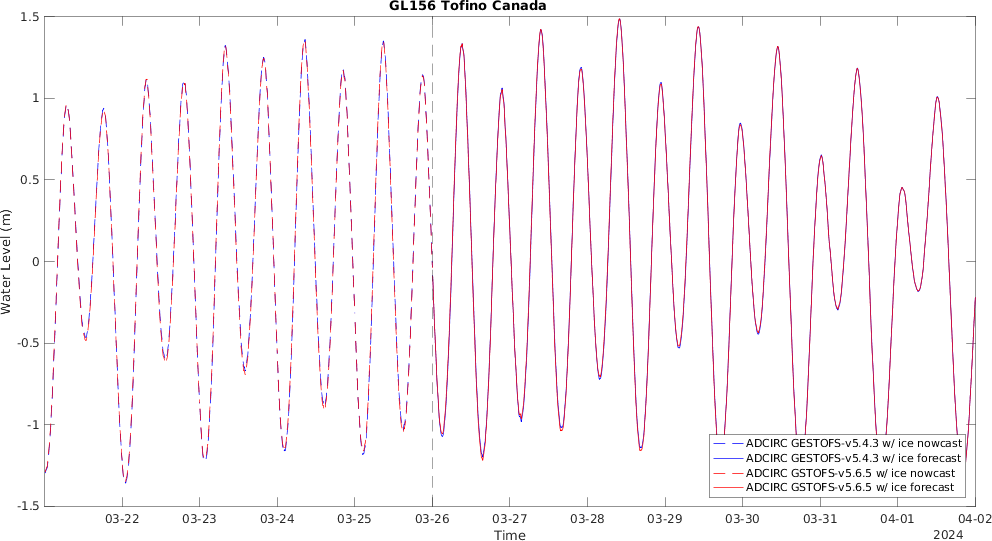 GL156 Tofino Canada
1.5
1
0.5
0
-0.5
-1
-1.5
Water Level (m)
ADCIRC GESTOFS-v5.4.3 w/ ice nowcast
ADCIRC GESTOFS-v5.4.3 w/ ice forecast
ADCIRC GSTOFS-v5.6.5 w/ ice nowcast
ADCIRC GSTOFS-v5.6.5 w/ ice forecast
03-22 03-23 03-24 03-25 03-26 03-27 03-28 03-29 03-30 03-31 04-01 04-02
Time
2024